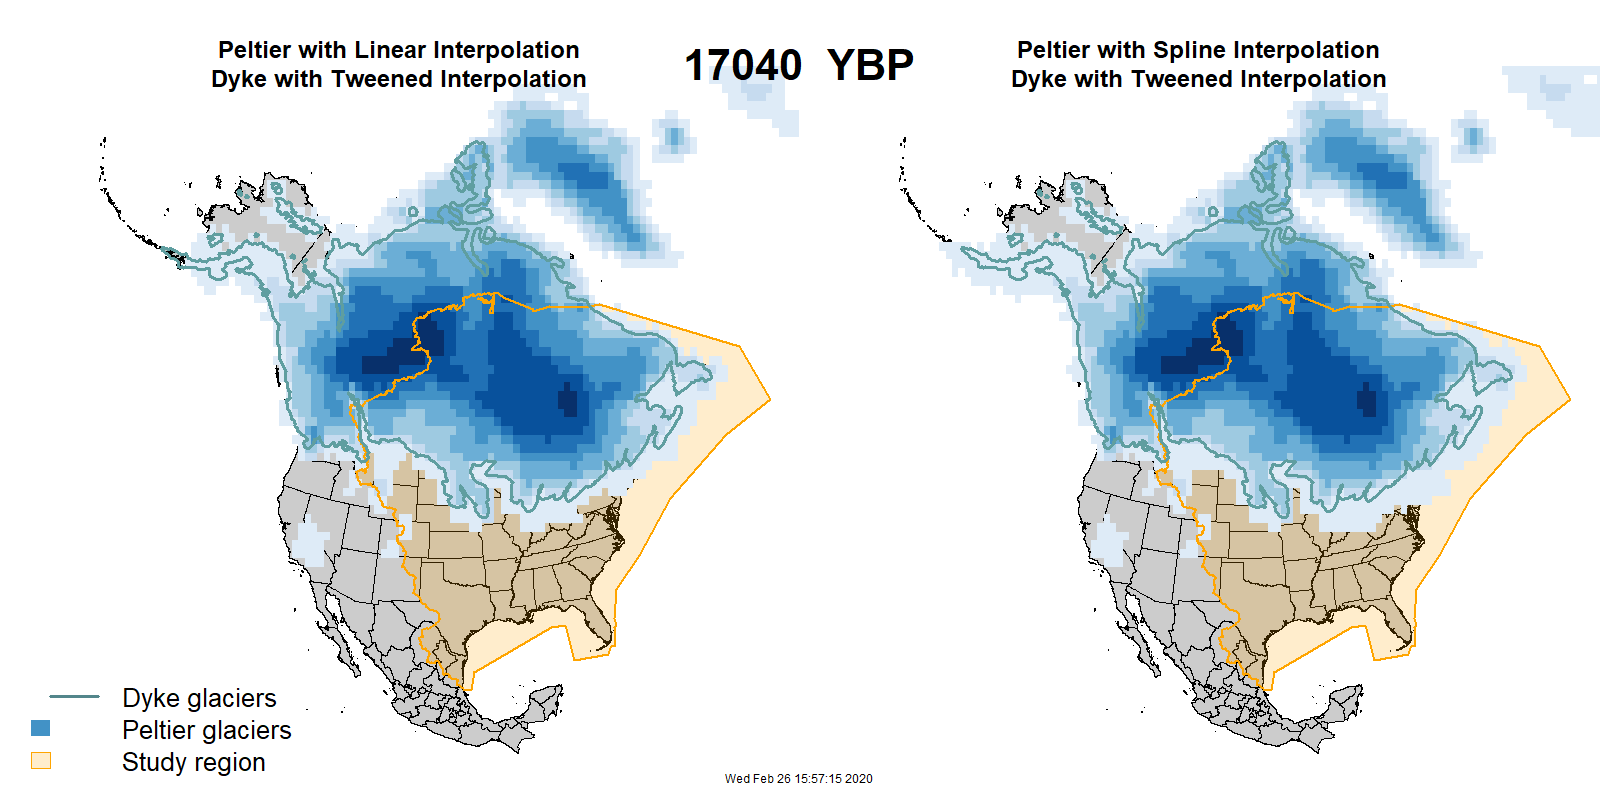 Peltier with Linear Interpolation
Dyke with Tweened Interpolation
17040 YBP
Peltier with Spline Interpolation
Dyke with Tweened Interpolation
Dyke glaciers
Peltier glaciers
Study region
Wed Feb 26 15:57:15 2020